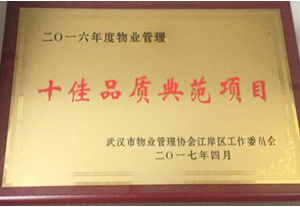 二〇一六年度物业管理
十佳品质典范项目
武汉市物业管理协会江岸区工作委员会
二〇一七年四月